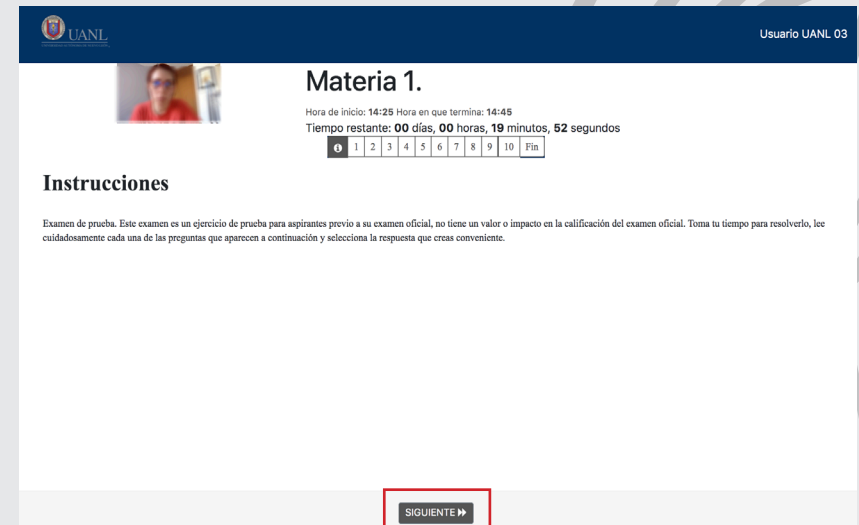 UANL
Usuario UANL 03
Materia 1.
Hora de inicio: 14:25 Hora en que termina: 14:45
Tiempo restante: 00 días, 00 horas, 19 minutos, 52 segundos
1 2 3 4 5 6 7 8 9 10 Fin
Instrucciones
Examen de prueba. Este examen es un ejercicio de prueba para aspirantes previo a su examen oficial, no tiene un valor o impacto en la calificación del examen oficial. Toma tu tiempo para resolverlo, lee
cuidadosamente cada una de las preguntas que aparecen a continuación y selecciona la respuesta que creas conveniente.
SIGUIENTE